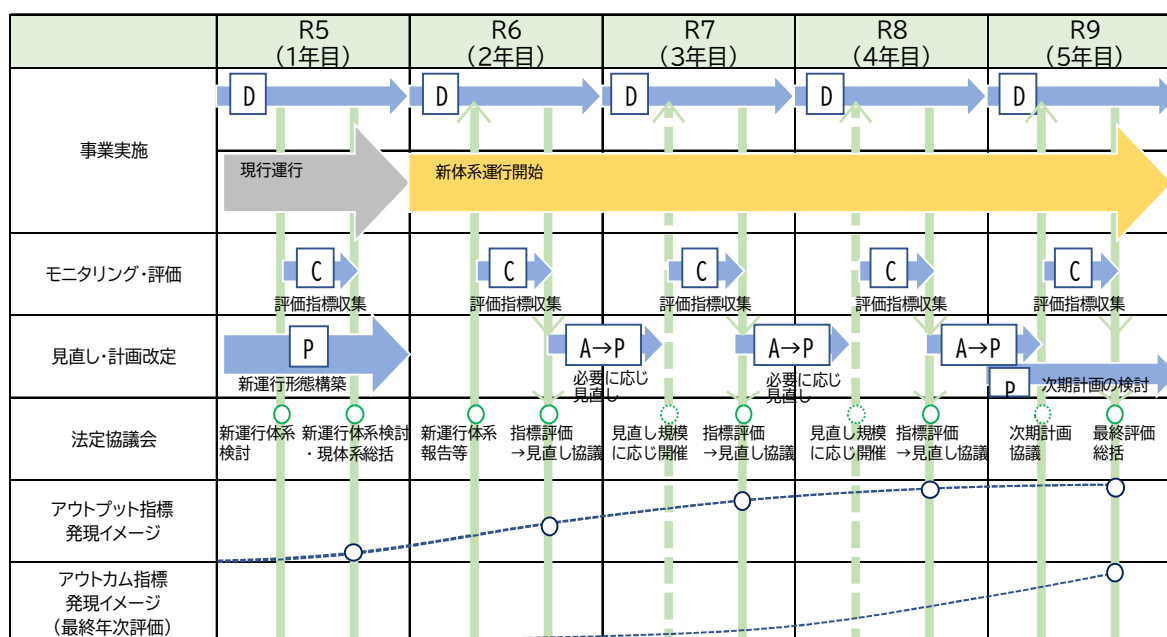 R5
（1年目）
R6
（2年目）
R7
（3年目）
R8
（4年目）
R9
（5年目）
事業実施
D
D
D
D
D
現行運行
新体系運行開始
モニタリング・評価
C
C
C
C
C
評価指標収集
評価指標収集
評価指標収集
評価指標収集
評価指標収集
見直し・計画改定
P
新運行形態構築
A→P
必要に応じ
見直し
A→P
必要に応じ
見直し
A→P
P
次期計画の検討
法定協議会
新運行体系
検討
新運行体系検討
・現体系総括
新運行体系
報告等
指標評価
→見直し協議
見直し規模
に応じ開催
指標評価
→見直し協議
見直し規模
に応じ開催
指標評価
→見直し協議
次期計画
協議
最終評価
総括
アウトプット指標
発現イメージ
アウトカム指標
発現イメージ
（最終年次評価）